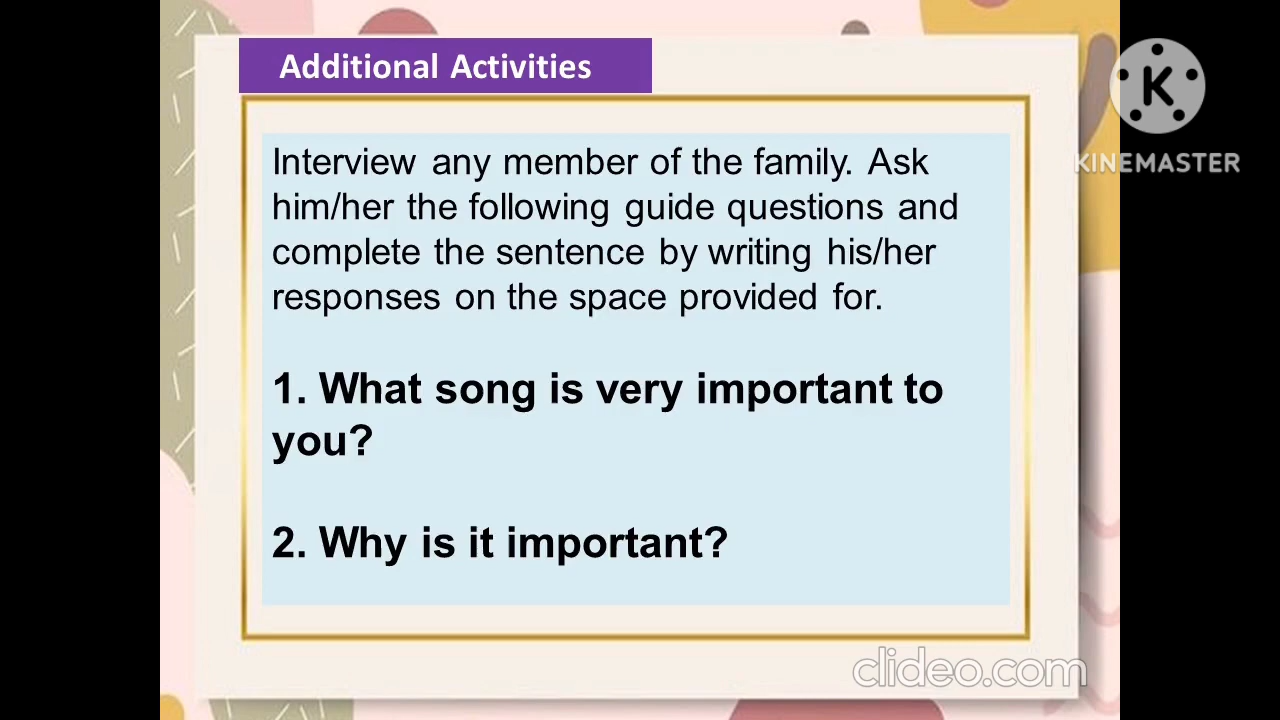 Additional Activities
K
KINEMASTER
Interview any member of the family. Ask
him/her the following guide questions and
complete the sentence by writing his/her
responses on the space provided for.
1. What song is very important to
you?
2. Why is it important?
clideo.com